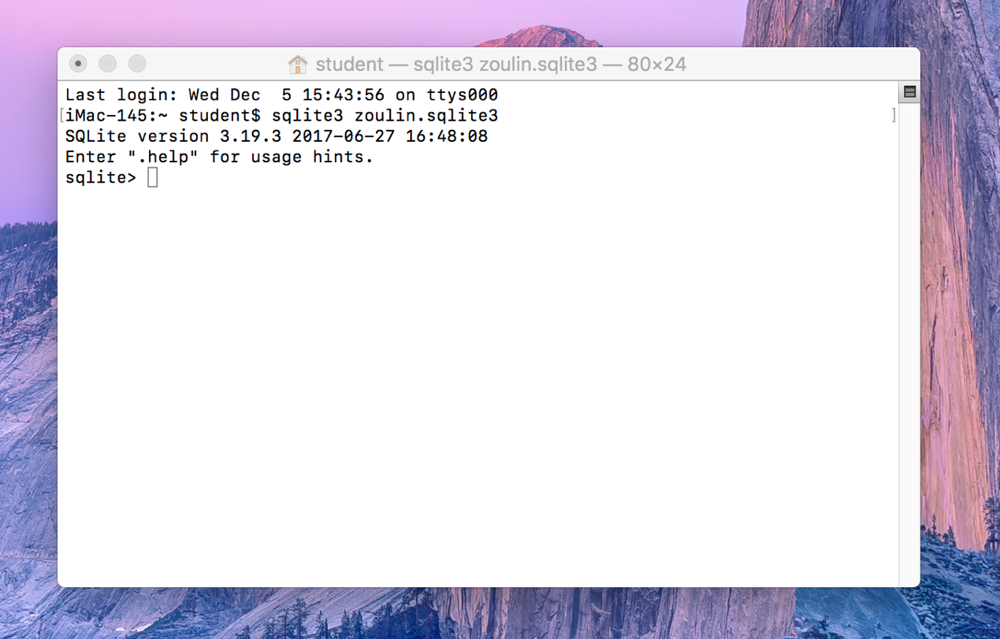 student — sqlite3 zoulin.sqlite3 — 80×24
Last login: Wed Dec  5 15:43:56 on ttys000
[iMac-145:~ student$ sqlite3 zoulin.sqlite3 ]
SQLite version 3.19.3 2017-06-27 16:48:08
Enter ".help" for usage hints.
sqlite>